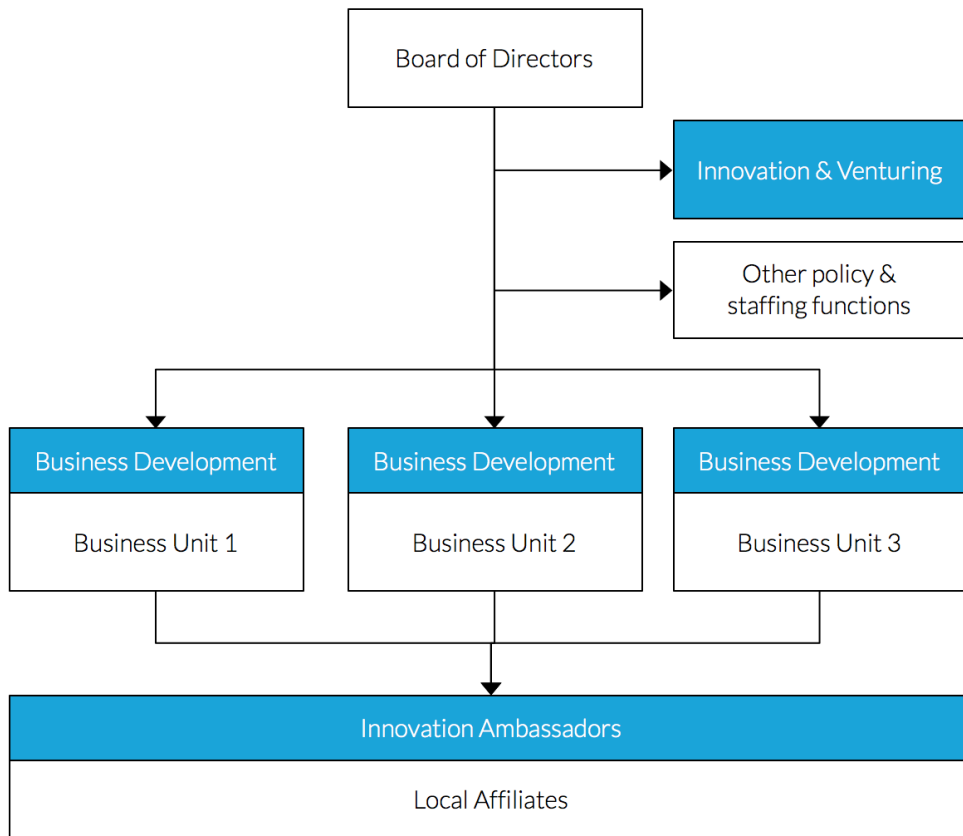 Board of Directors
Innovation & Venturing
Other policy &
staffing functions
Business Development
Business Unit 1
Business Development
Business Unit 2
Business Development
Business Unit 3
Innovation Ambassadors
Local Affiliates